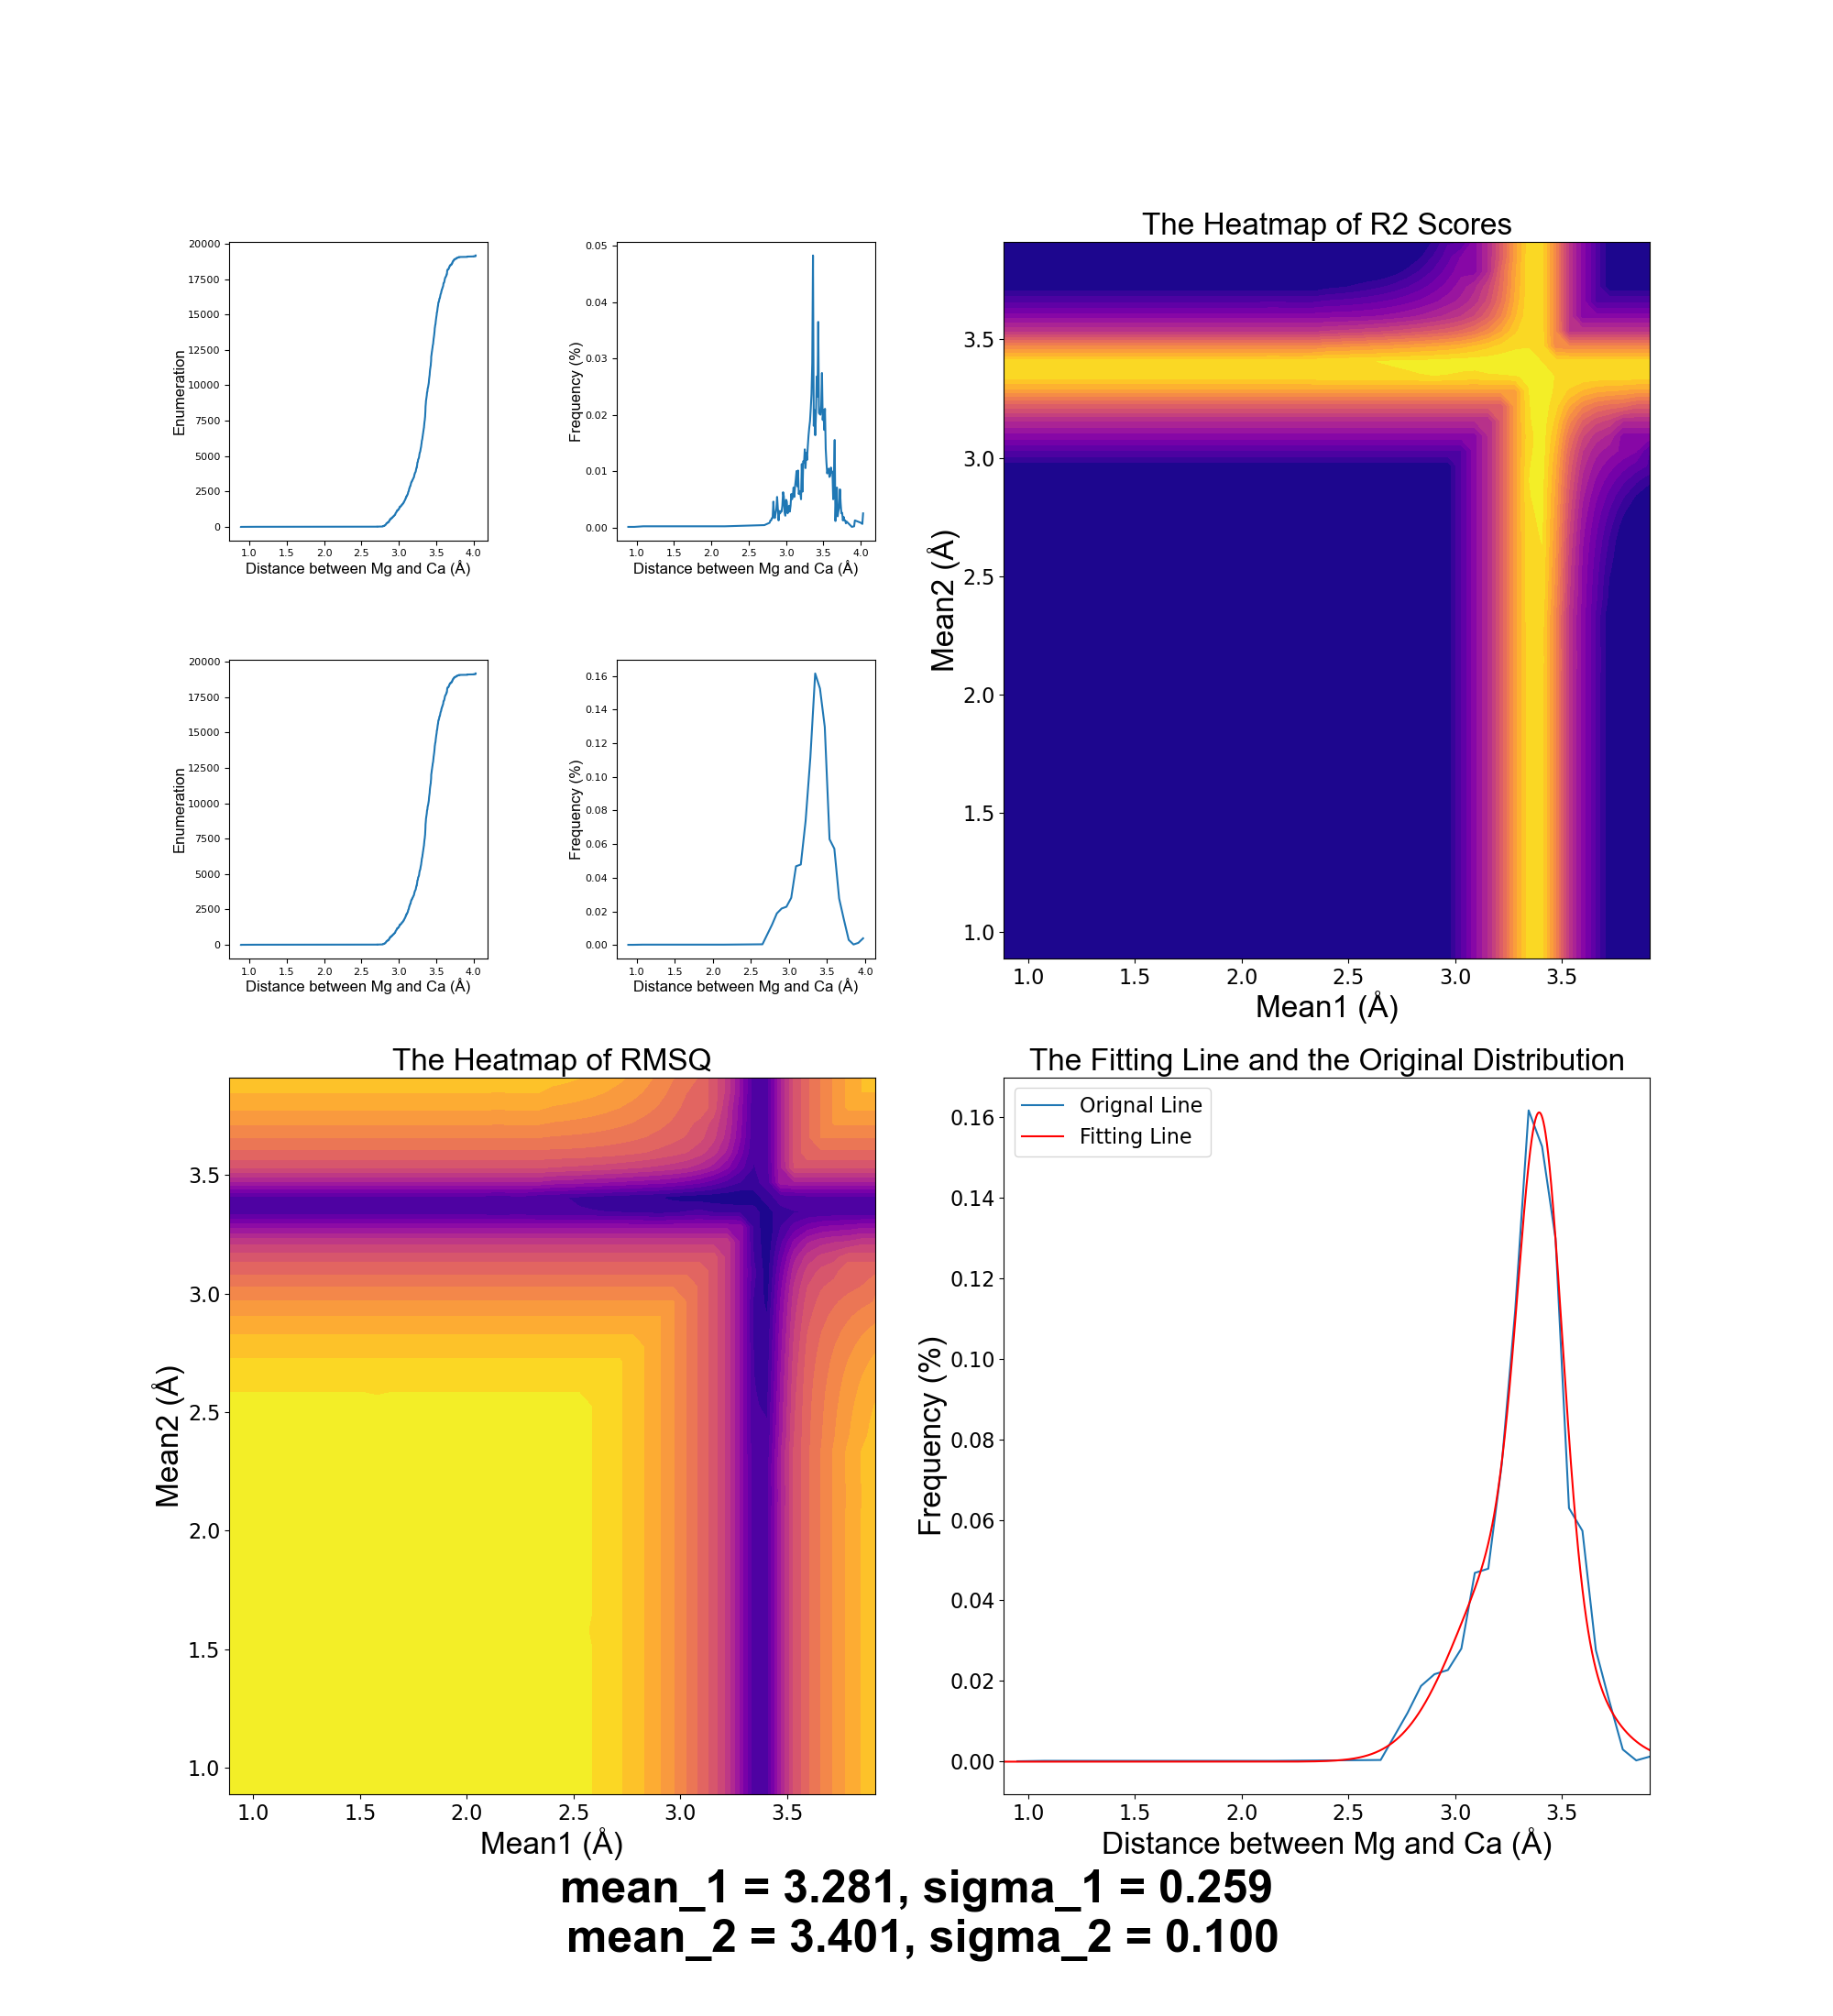 20000
17500
15000
12500
10000
7500
5000
2500
0
Enumeration
1.0 1.5 2.0 2.5 3.0 3.5 4.0
Distance between Mg and Ca (Å)
0.05
0.04
0.03
0.02
0.01
0.00
Frequency (%)
1.0 1.5 2.0 2.5 3.0 3.5 4.0
Distance between Mg and Ca (Å)
The Heatmap of R2 Scores
3.5
3.0
2.5
2.0
1.5
1.0
Mean2 (Å)
1.0 1.5 2.0 2.5 3.0 3.5
Mean1 (Å)
20000
17500
15000
12500
10000
7500
5000
2500
0
Enumeration
1.0 1.5 2.0 2.5 3.0 3.5 4.0
Distance between Mg and Ca (Å)
0.16
0.14
0.12
0.10
0.08
0.06
0.04
0.02
0.00
Frequency (%)
1.0 1.5 2.0 2.5 3.0 3.5 4.0
Distance between Mg and Ca (Å)
The Heatmap of RMSQ
3.5
3.0
2.5
2.0
1.5
1.0
Mean2 (Å)
1.0 1.5 2.0 2.5 3.0 3.5
Mean1 (Å)
The Fitting Line and the Original Distribution
Orignal Line
Fitting Line
0.16
0.14
0.12
0.10
0.08
0.06
0.04
0.02
0.00
Frequency (%)
1.0 1.5 2.0 2.5 3.0 3.5
Distance between Mg and Ca (Å)
mean_1 = 3.281, sigma_1 = 0.259
mean_2 = 3.401, sigma_2 = 0.100